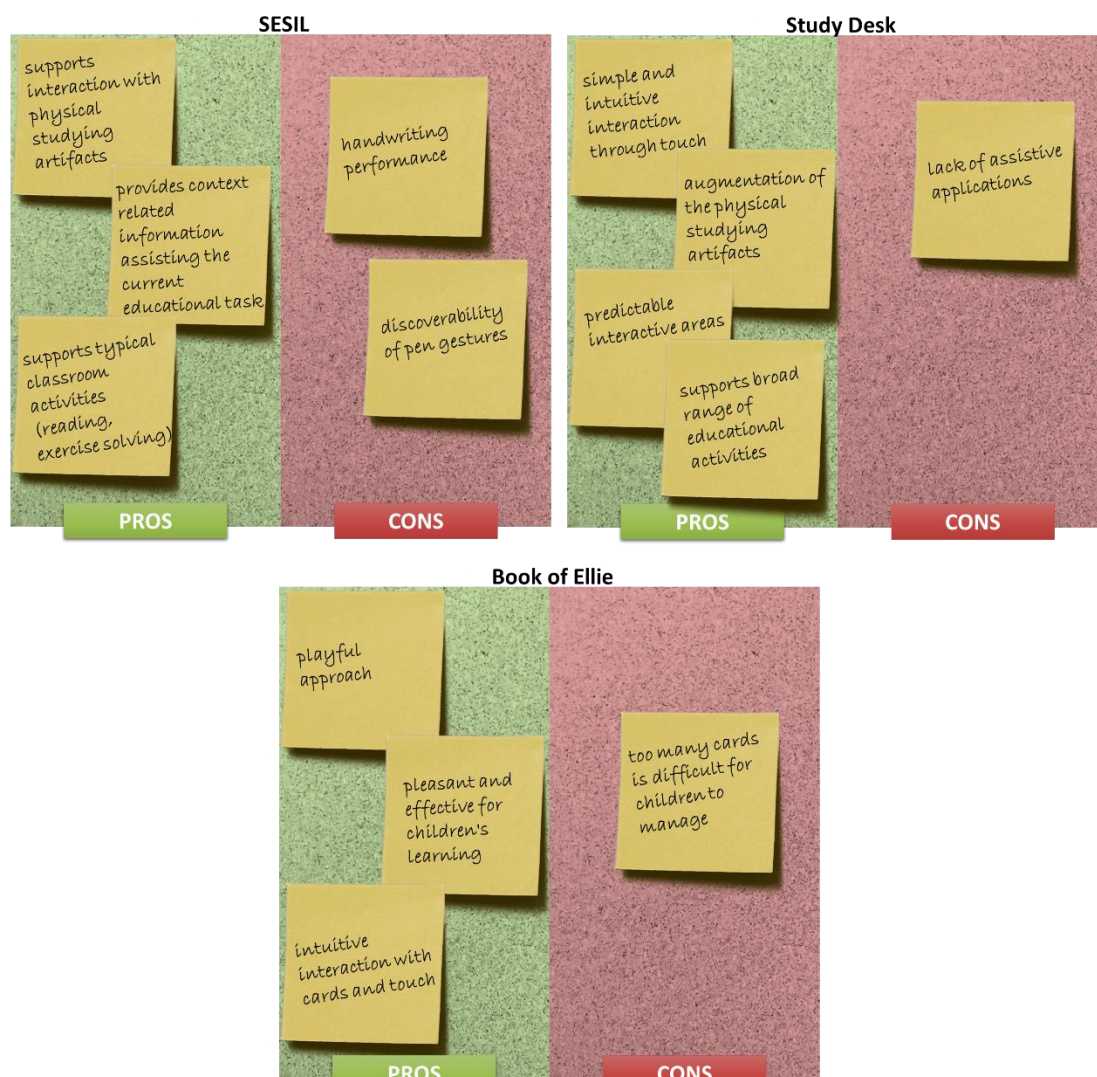 SESIL
supports
interaction with
physical
studying
artifacts
provides context
related
information
assisting the
current
educational task
supports typical
classroom
activities
(reading,
exercise solving)
PROS
handwriting
performance
discoverability
of pen gestures
CONS
Study Desk
simple and
intuitive
interaction
through touch
augmentation of
the physical
studying
artifacts
predictable
interactive areas
supports broad
range of
educational
activities
PROS
lack of assistive
applications
CONS
Book of Ellie
playful
approach
pleasant and
effective for
children's
learning
intuitive
interaction with
cards and touch
PROS
too many cards
is difficult for
children to
manage
CONS